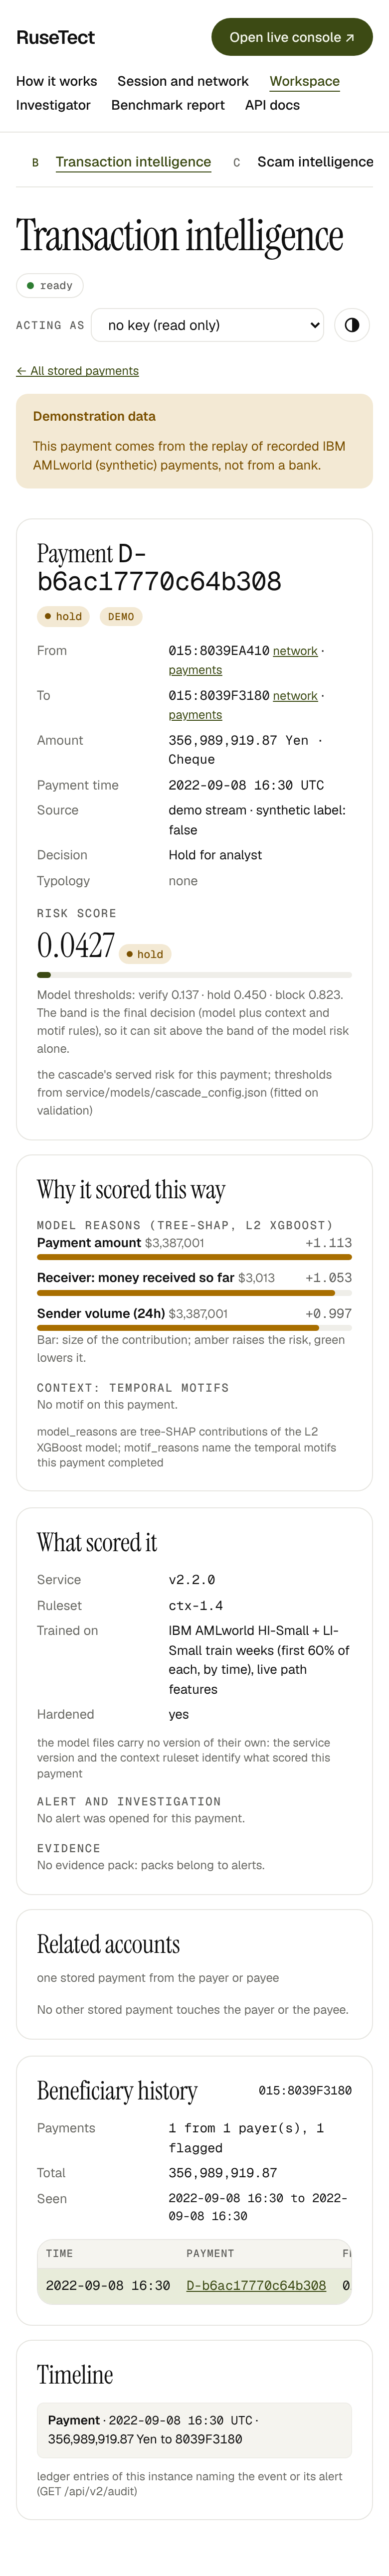 RuseTect
Open live console ↗
How it works Session and network Workspace
Investigator Benchmark report API docs
B Transaction intelligence C Scam intelligence
Transaction intelligence
ready
ACTING AS no key (read only)
← All stored payments
Demonstration data
This payment comes from the replay of recorded IBM
AMLworld (synthetic) payments, not from a bank.
Payment D-
b6ac17770c64b308
hold DEMO
From 015:8039EA410 network ·
payments
To 015:8039F3180 network ·
payments
Amount 356,989,919.87 Yen ·
Cheque
Payment time 2022-09-08 16:30 UTC
Source demo stream · synthetic label:
false
Decision Hold for analyst
Typology none
RISK SCORE
0.0427 hold
Model thresholds: verify 0.137 · hold 0.450 · block 0.823.
The band is the final decision (model plus context and
motif rules), so it can sit above the band of the model risk
alone.
the cascade's served risk for this payment; thresholds
from service/models/cascade_config.json (fitted on
validation)
Why it scored this way
MODEL REASONS (TREE-SHAP, L2 XGBOOST)
Payment amount $3,387,001 +1.113
Receiver: money received so far $3,013 +1.053
Sender volume (24h) $3,387,001 +0.997
Bar: size of the contribution; amber raises the risk, green
lowers it.
CONTEXT: TEMPORAL MOTIFS
No motif on this payment.
model_reasons are tree-SHAP contributions of the L2
XGBoost model; motif_reasons name the temporal motifs
this payment completed
What scored it
Service v2.2.0
Ruleset ctx-1.4
Trained on IBM AMLworld HI-Small + LI-
Small train weeks (first 60% of
each, by time), live path
features
Hardened yes
the model files carry no version of their own: the service
version and the context ruleset identify what scored this
payment
ALERT AND INVESTIGATION
No alert was opened for this payment.
EVIDENCE
No evidence pack: packs belong to alerts.
Related accounts
one stored payment from the payer or payee
No other stored payment touches the payer or the payee.
Beneficiary history 015:8039F3180
Payments 1 from 1 payer(s), 1
flagged
Total 356,989,919.87
Seen 2022-09-08 16:30 to 2022-
09-08 16:30
TIME PAYMENT
2022-09-08 16:30 D-b6ac17770c64b308
Timeline
Payment · 2022-09-08 16:30 UTC ·
356,989,919.87 Yen to 8039F3180
ledger entries of this instance naming the event or its alert
(GET /api/v2/audit)